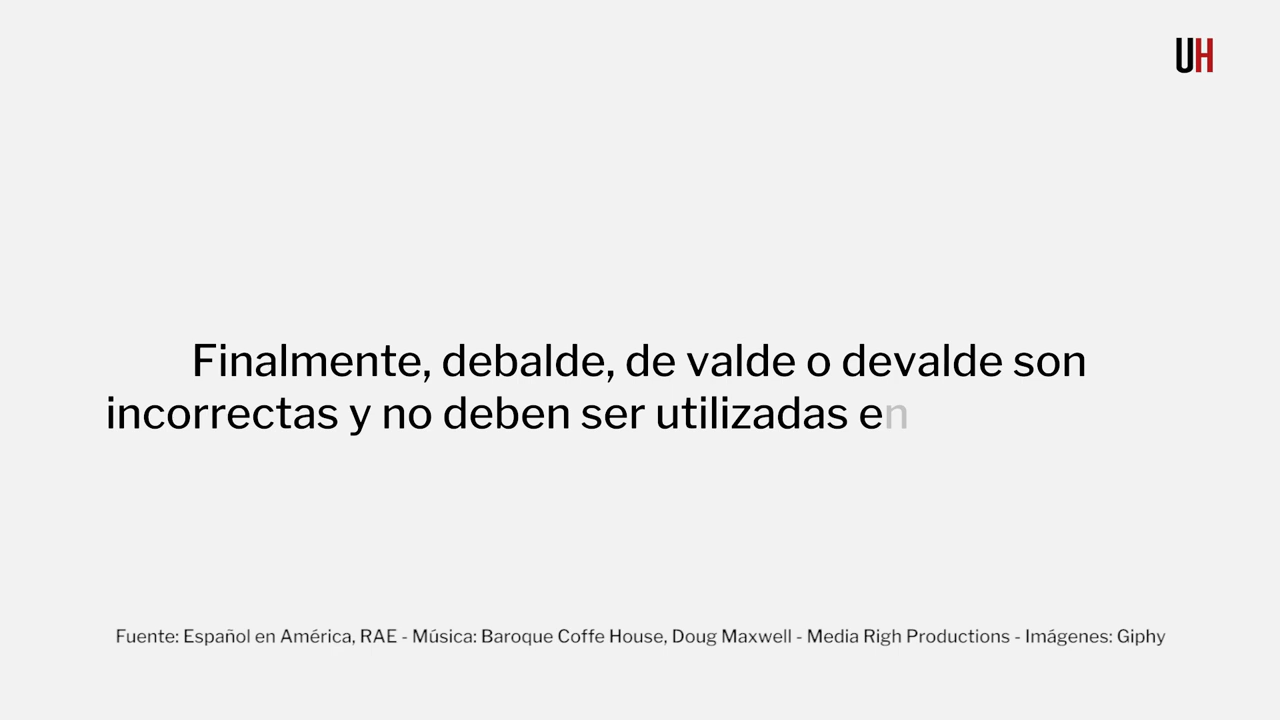 UH
Finalmente, debalde, de valde o devalde son
incorrectas y no deben ser utilizadas en
Fuente: Español en América, RAE - Música: Baroque Coffe House, Doug Maxwell - Media Righ Productions - Imágenes: Giphy